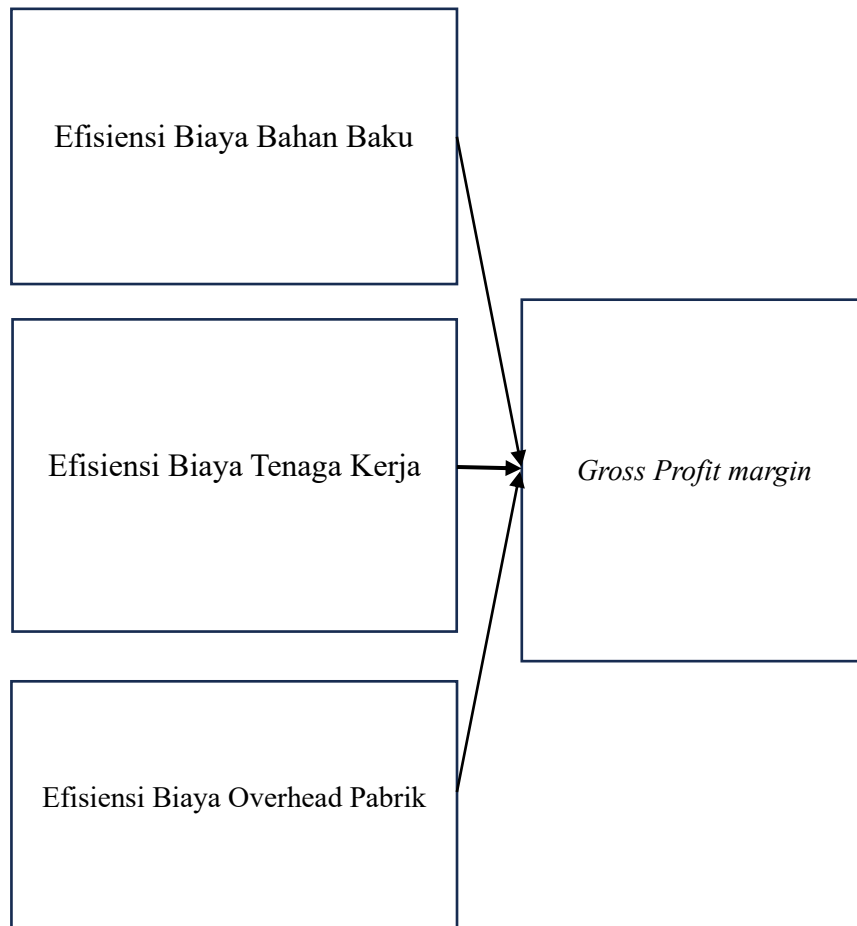 Efisiensi Biaya Bahan Baku
Efisiensi Biaya Tenaga Kerja
Gross Profit margin
Efisiensi Biaya Overhead Pabrik